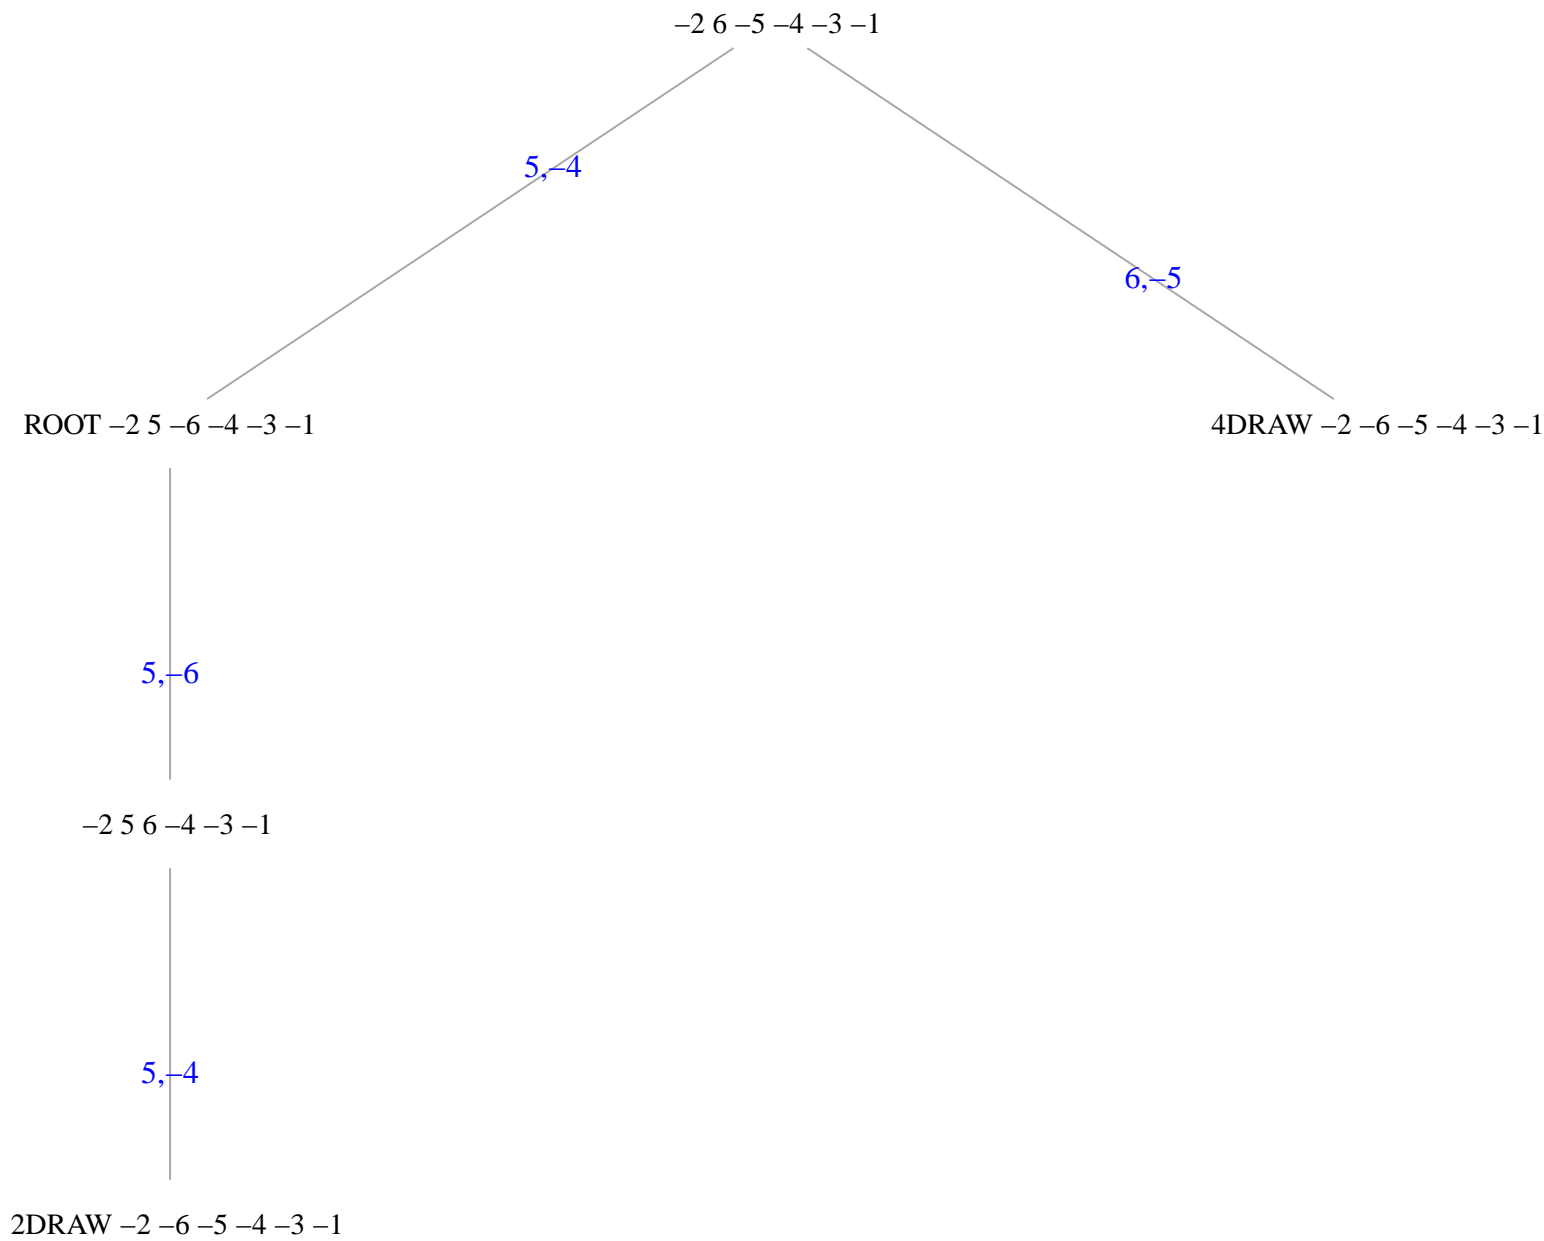 –2 6 –5 –4 –3 –1
5,–4
6,–5
ROOT –2 5 –6 –4 –3 –1
4DRAW –2 –6 –5 –4 –3 –1
5,–6
–2 5 6 –4 –3 –1
5,–4
2DRAW –2 –6 –5 –4 –3 –1